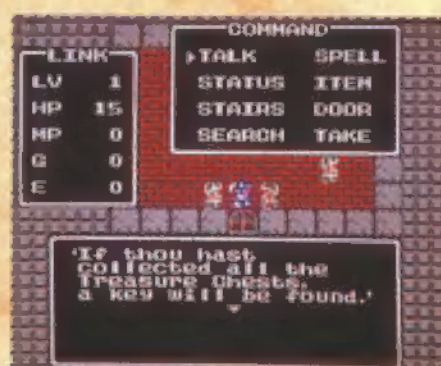 COMMAND
TALK SPELL
STATUS ITEM
STAIRS DOOR
SEARCH TAKE
LINK
LV 1
HP 15
MP 0
G 0
E 0
'If thou hast
collected all the
Treasure Chests,
a key will be found.'